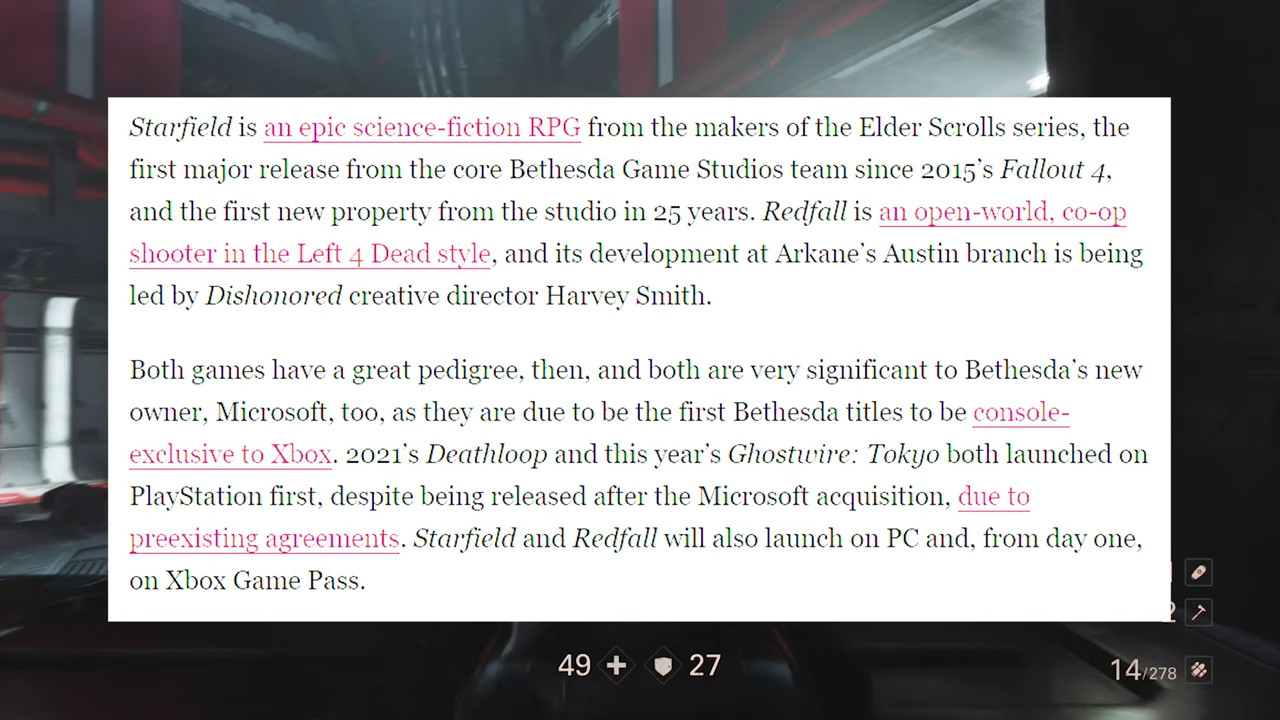 Starfield is an epic science-fiction RPG from the makers of the Elder Scrolls series, the
first major release from the core Bethesda Game Studios team since 2015's Fallout 4,
and the first new property from the studio in 25 years. Redfall is an open-world, co-op
shooter in the Left 4 Dead style, and its development at Arkane's Austin branch is being
led by Dishonored creative director Harvey Smith.
Both games have a great pedigree, then, and both are very significant to Bethesda's new
owner, Microsoft, too, as they are due to be the first Bethesda titles to be console-
exclusive to Xbox. 2021's Deathloop and this year's Ghostwire: Tokyo both launched on
PlayStation first, despite being released after the Microsoft acquisition, due to
preexisting agreements. Starfield and Redfall will also launch on PC and, from day one,
on Xbox Game Pass.
49 27
14/278